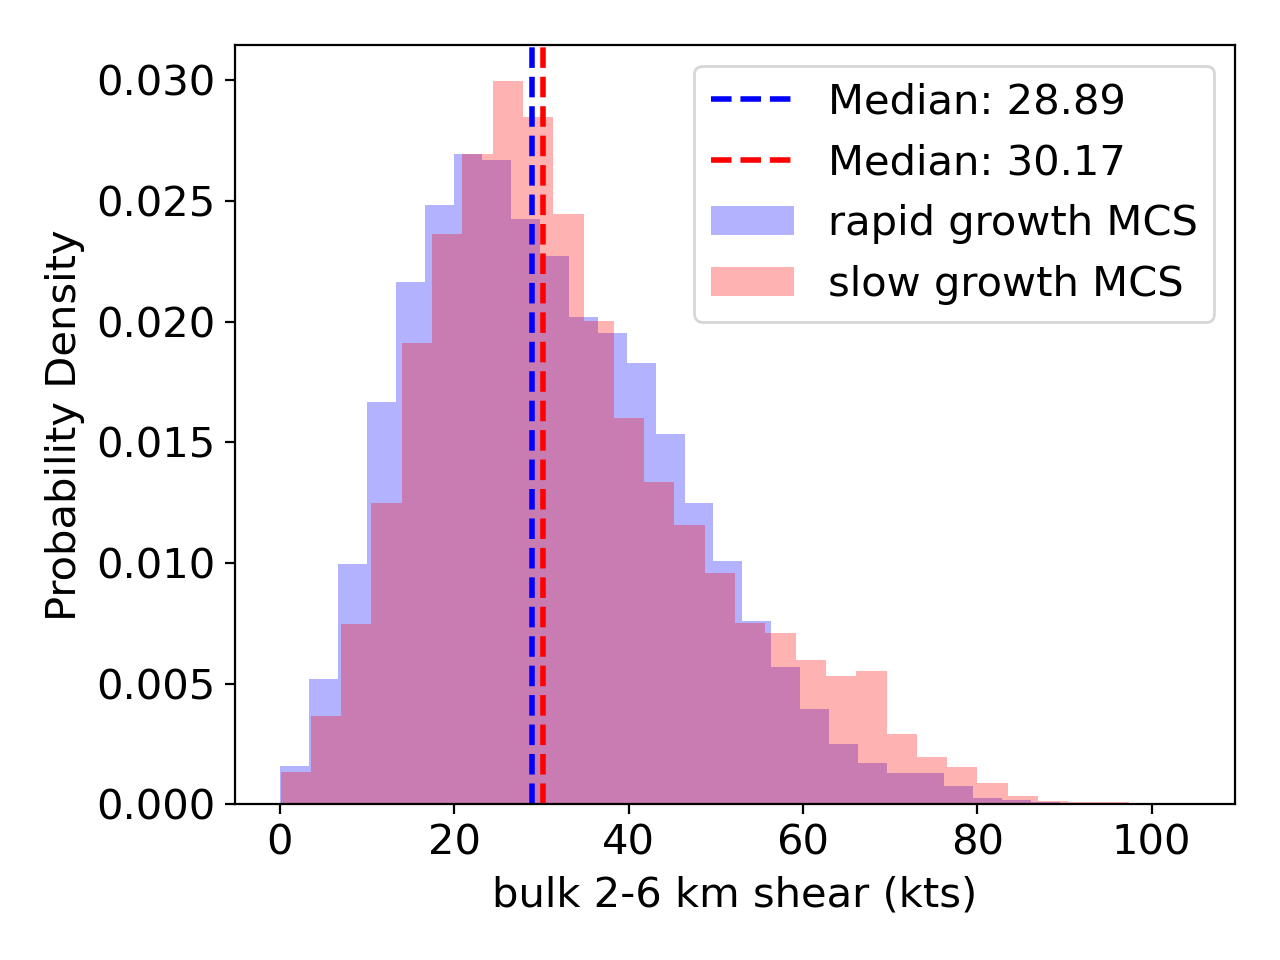 0.030
0.025
0.020
0.015
0.010
0.005
0.000
Probability Density
0 20 40 60 80 100
bulk 2-6 km shear (kts)
Median: 28.89
Median: 30.17
rapid growth MCS
slow growth MCS